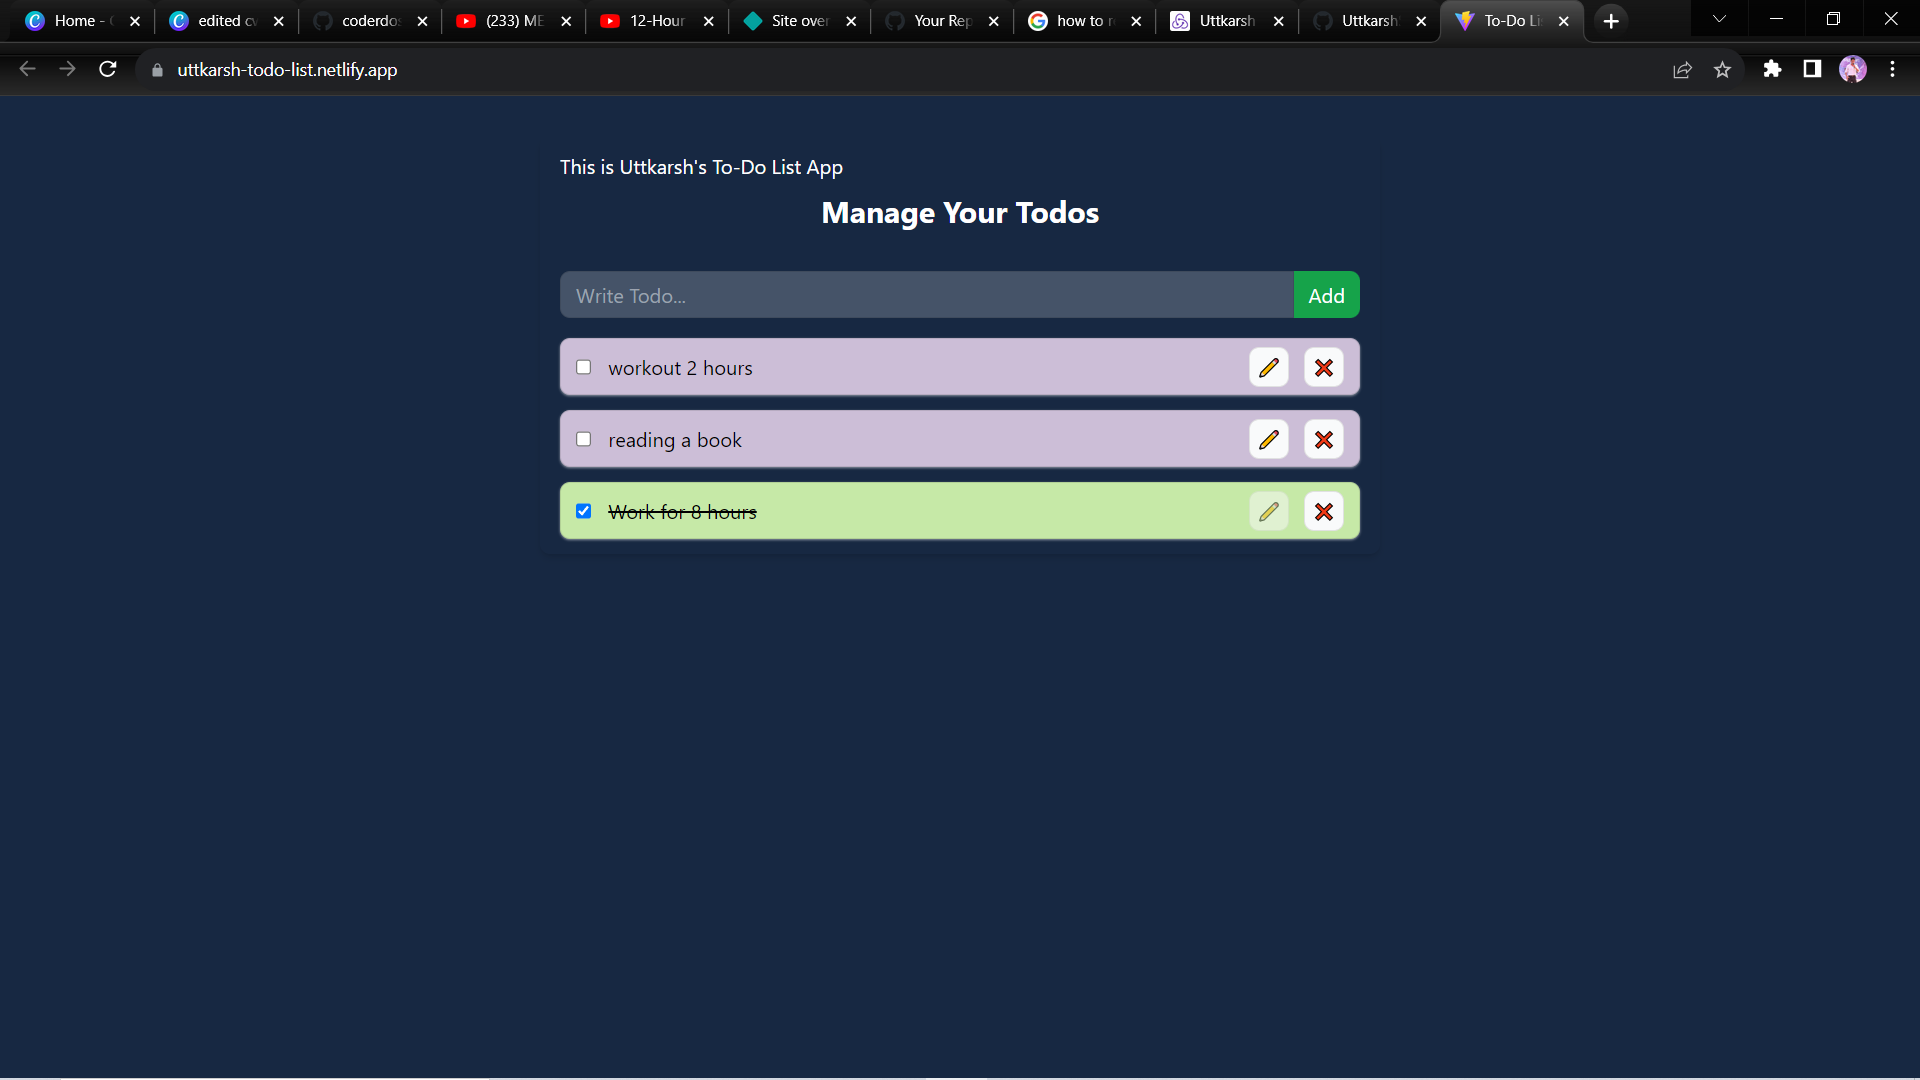 Home -
edited cv
coderdos
(233) ME
12-Hour
Site over
Your Rep
how to r
Uttkarsh
Uttkarsh'
To-Do Li
uttkarsh-todo-list.netlify.app
This is Uttkarsh's To-Do List App
Manage Your Todos
Write Todo...
Add
workout 2 hours
reading a book
Work for 8 hours